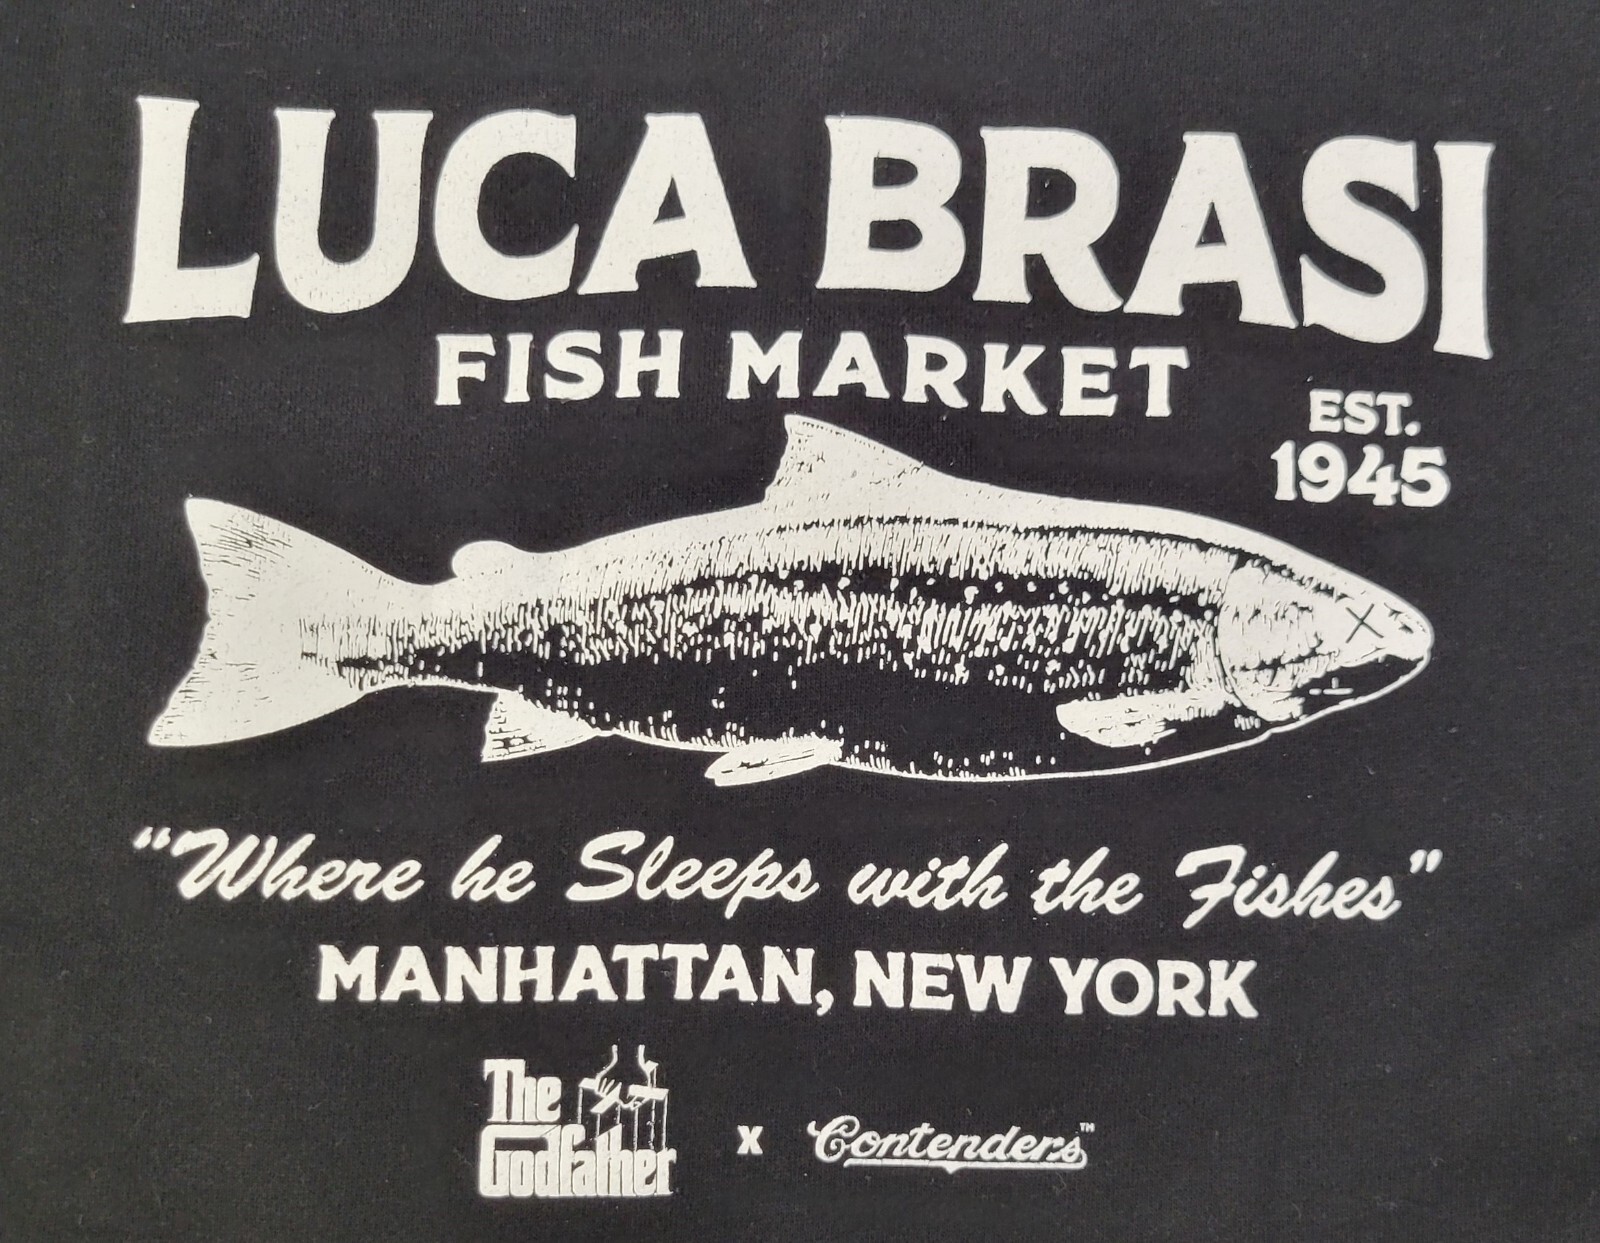 LUCA BRASI
FISH MARKET
EST.
1945
“Where he Sleeps with the Fishes”
MANHATTAN, NEW YORK
The
Godfather
X
Contenders™